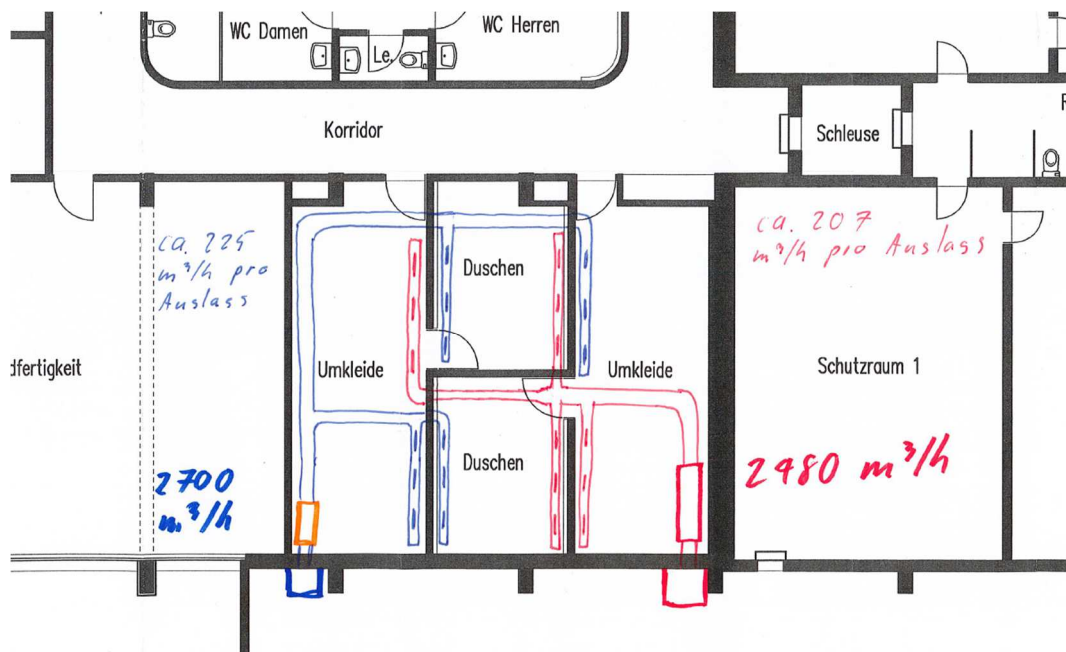 WC Damen
Le.
WC Herren
Korridor
Schleuse
R
ca. 225
m³/h pro
Auslass
Duschen
ca. 207
m³/h pro Auslass
dfertigkeit
Umkleide
Umkleide
Schutzraum 1
Duschen
2700
m³/h
2480 m³/h